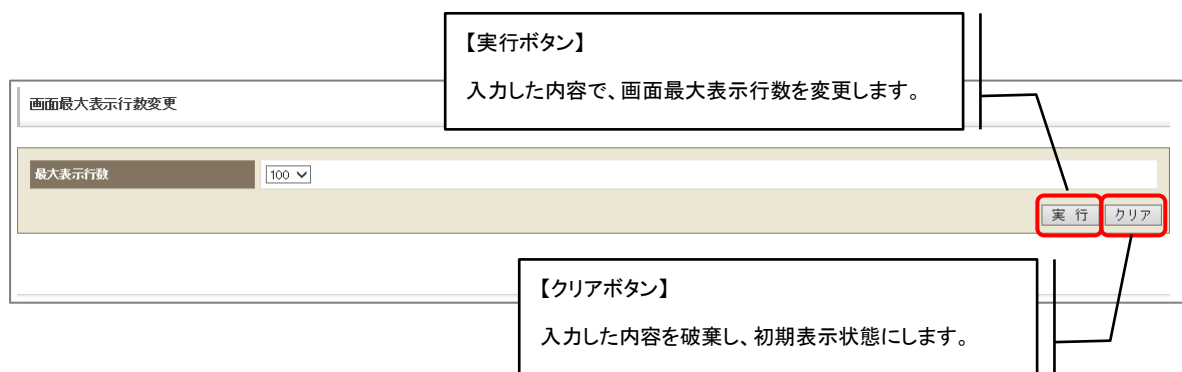 【実行ボタン】
入力した内容で、画面最大表示行数を変更します。
画面最大表示行数変更
最大表示行数
100
実 行
クリア
【クリアボタン】
入力した内容を破棄し、初期表示状態にします。